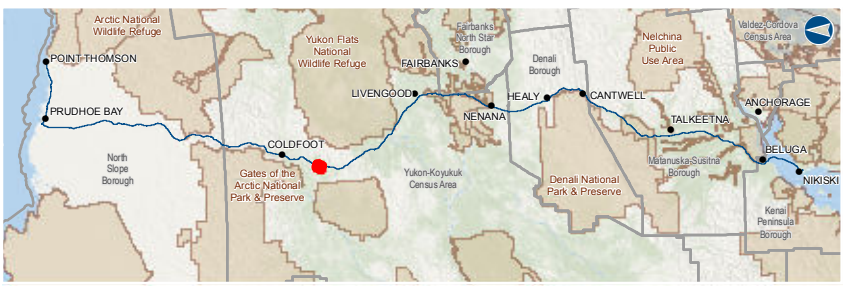 Arctic National
Wildlife Refuge
POINT THOMSON
PRUDHOE BAY
North
Slope
Borough
COLDFOOT
Gates of the
Arctic National
Park & Preserve
Yukon Flats
National
Wildlife Refuge
LIVENGOOD
FAIRBANKS
Fairbanks
North Star
Borough
NENANA
Yukon-Koyukuk
Census Area
HEALY
Denali
Borough
CANTWELL
Denali National
Park & Preserve
Nelchina
Public
Use Area
TALKEETNA
Matanuska-Susitna
Borough
Valdez-Cordova
Census Area
ANCHORAGE
BELUGA
NIKISKI
Kenai
Peninsula
Borough